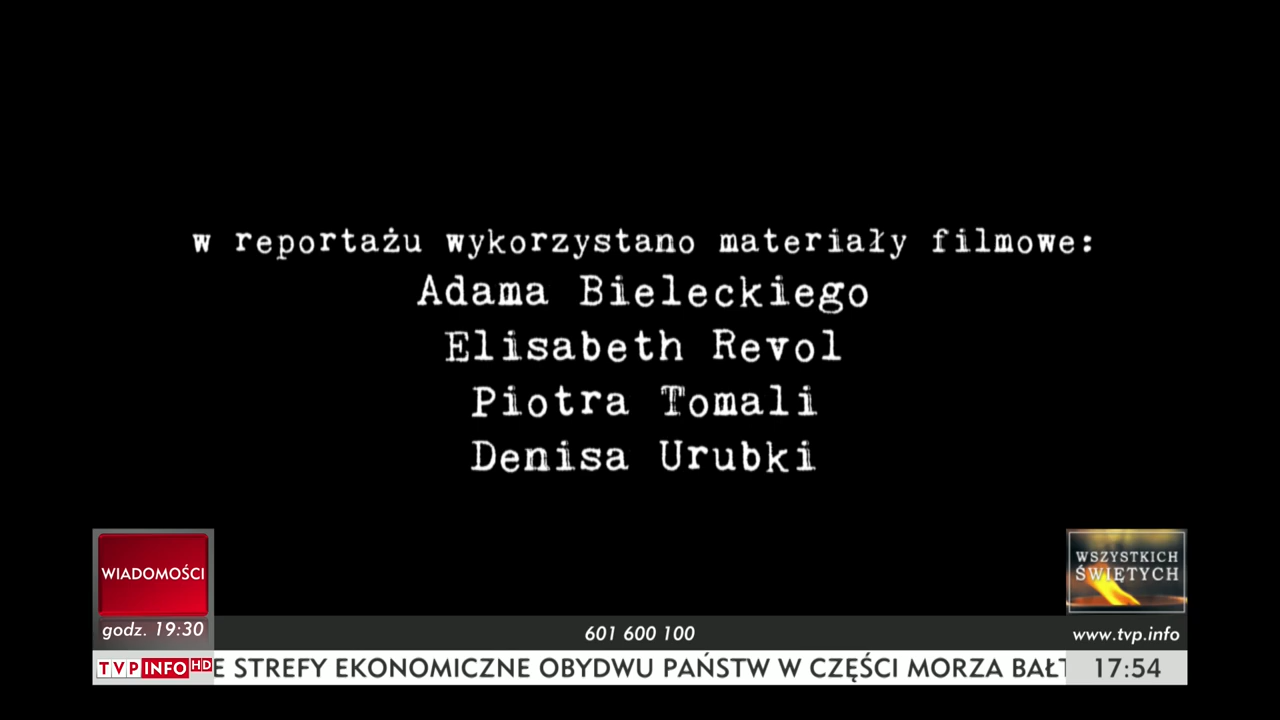 w reportażu wykorzystano materiały filmowe:
Adama Bieleckiego
Elisabeth Revol
Piotra Tomali
Denisa Urubki
WIADOMOŚCI
godz. 19:30
601 600 100
WSZYSTKICH
ŚWIĘTYCH
www.tvp.info
TVP INFO HD
E STREFY EKONOMICZNE OBYDWU PAŃSTW W CZĘŚCI MORZA BAŁT
17:54